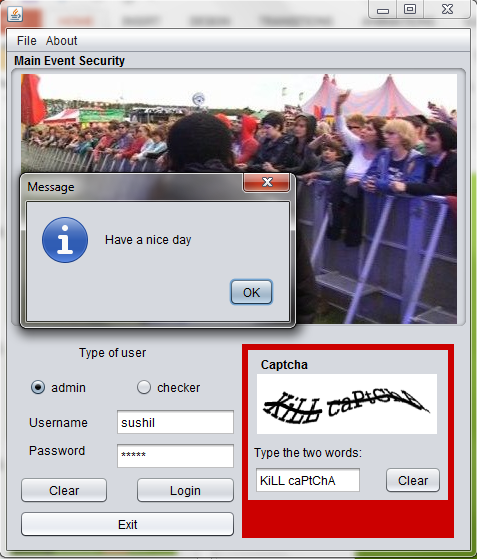 File About
Main Event Security
Message
Have a nice day
OK
Type of user
admin checker
Username sushil
Password *****
Clear Login
Exit
Captcha
KiLL caPtChA
Type the two words:
KiLL caPtChA Clear